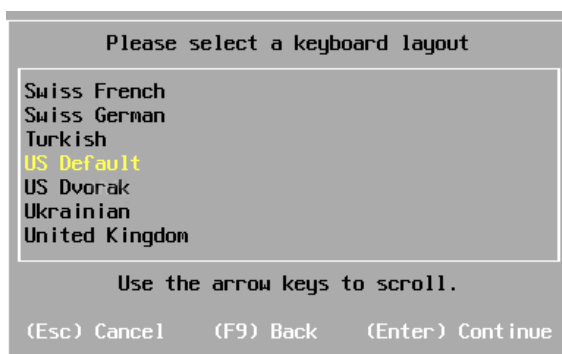 Please select a keyboard layout
Swiss French
Swiss German
Turkish
US Default
US Dvorak
Ukrainian
United Kingdom
Use the arrow keys to scroll.
(Esc) Cancel (F9) Back (Enter) Continue